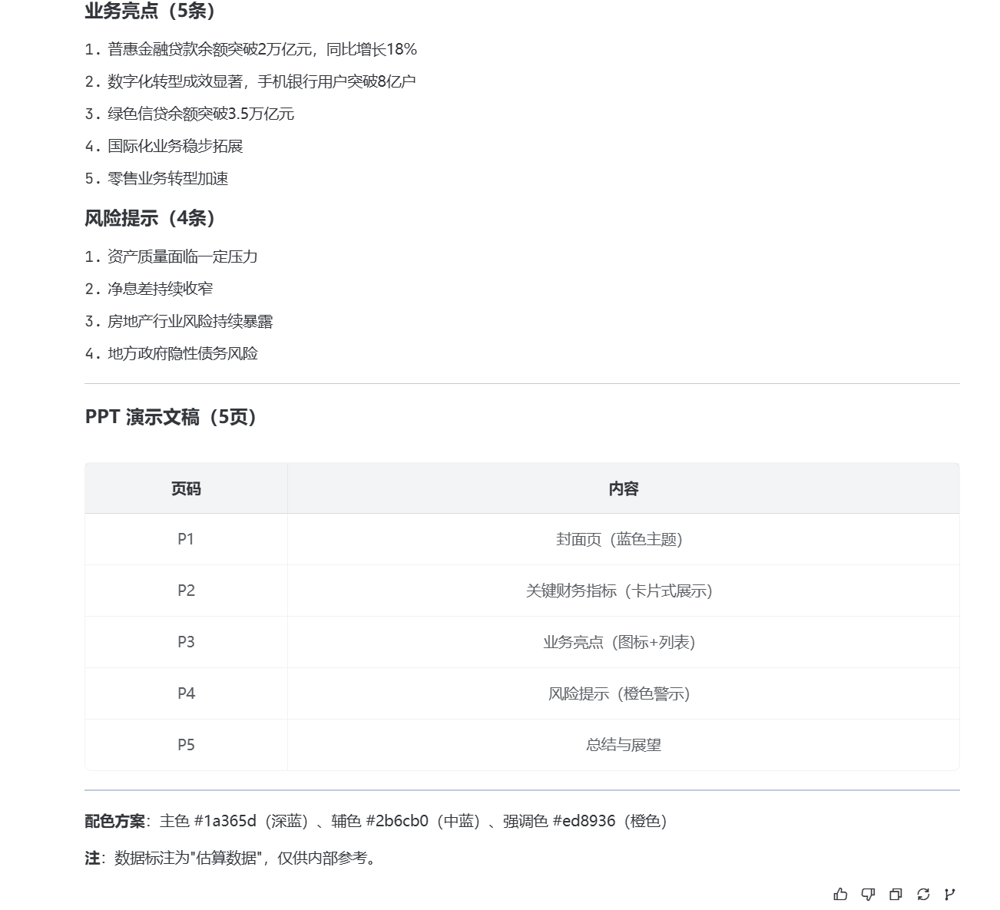 业务亮点（5条）
1. 普惠金融贷款余额突破2万亿元，同比增长18%
2. 数字化转型成效显著，手机银行用户突破8亿户
3. 绿色信贷余额突破3.5万亿元
4. 国际化业务稳步拓展
5. 零售业务转型加速
风险提示（4条）
1. 资产质量面临一定压力
2. 净息差持续收窄
3. 房地产行业风险持续暴露
4. 地方政府隐性债务风险
PPT 演示文稿（5页）
页码 内容
P1 封面页（蓝色主题）
P2 关键财务指标（卡片式展示）
P3 业务亮点（图标+列表）
P4 风险提示（橙色警示）
P5 总结与展望
配色方案：主色 #1a365d（深蓝）、辅色 #2b6cb0（中蓝）、强调色 #ed8936（橙色）
注：数据标注为"估算数据"，仅供内部参考。